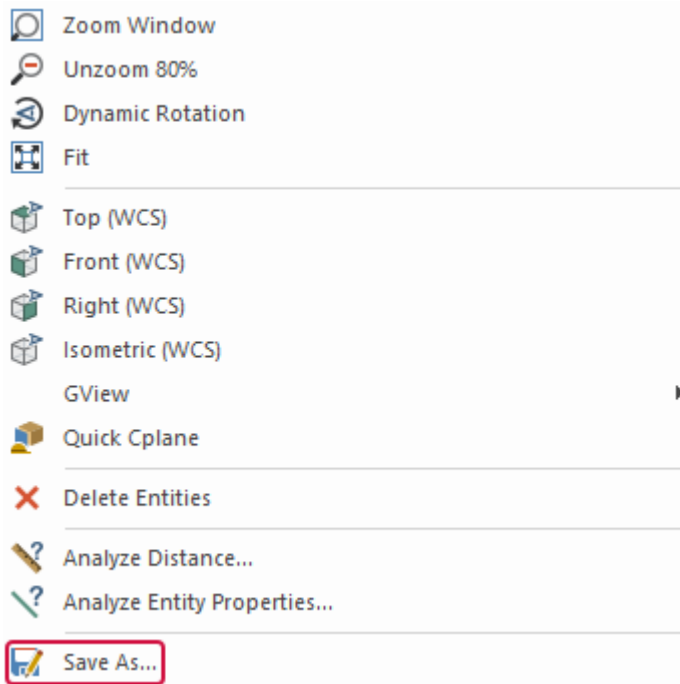 Zoom Window
Unzoom 80%
Dynamic Rotation
Fit
Top (WCS)
Front (WCS)
Right (WCS)
Isometric (WCS)
GView
Quick Cplane
Delete Entities
Analyze Distance...
Analyze Entity Properties...
Save As...